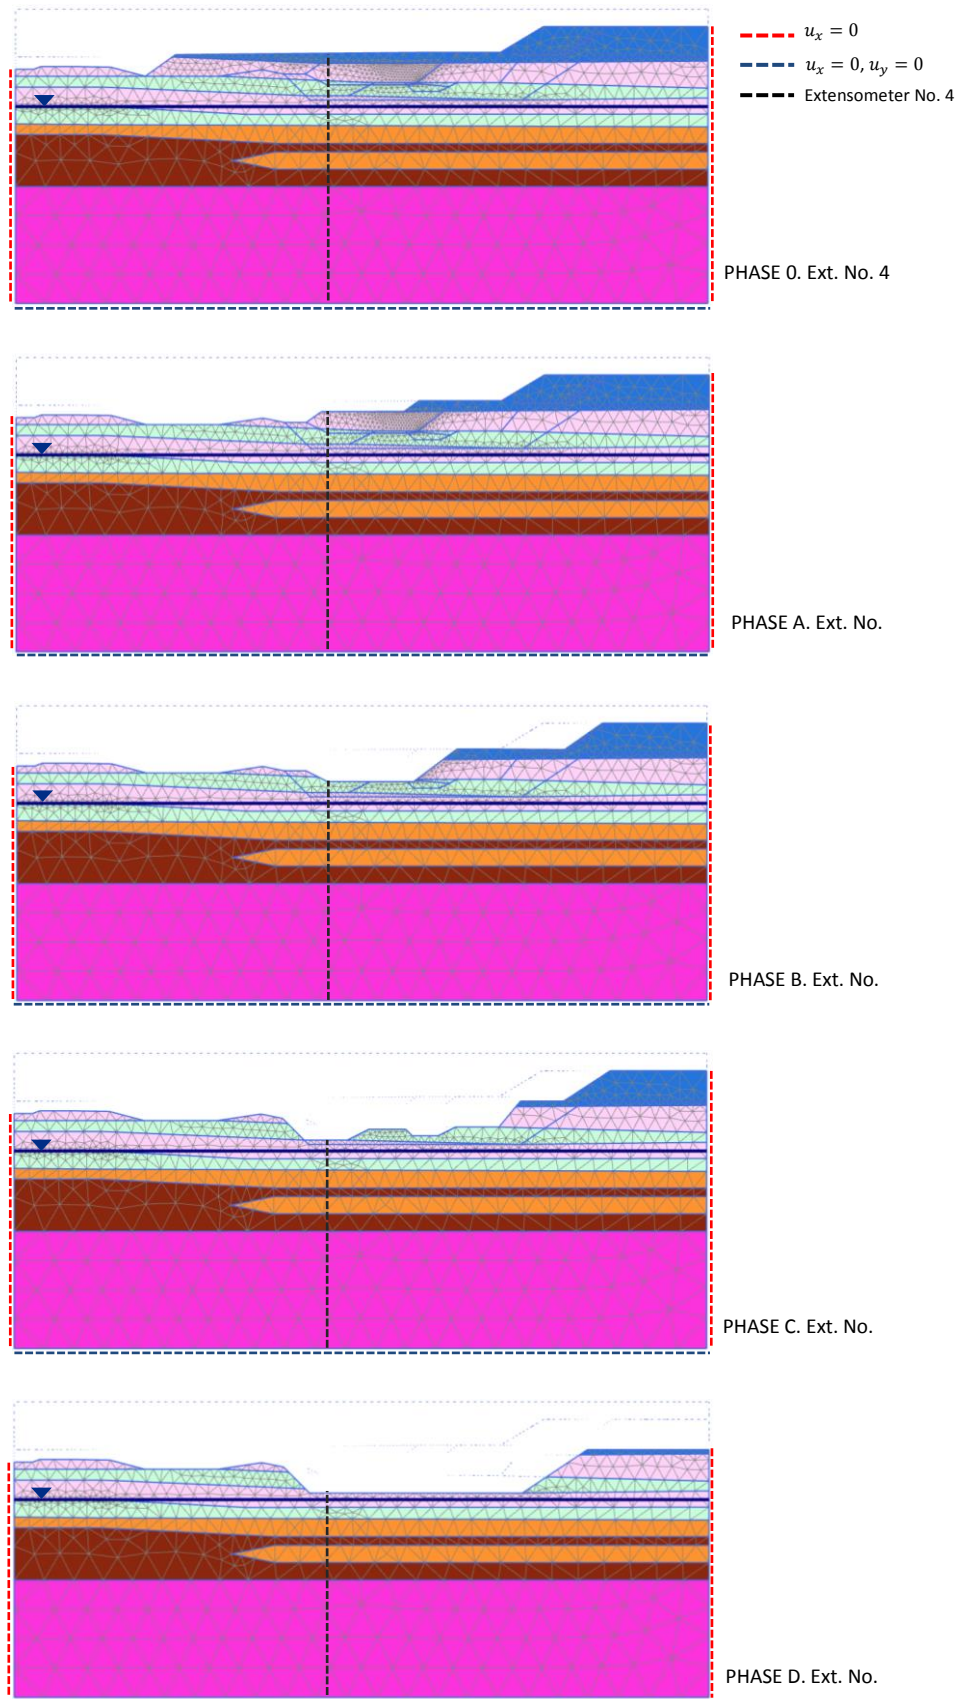 u_x = 0
u_x = 0, u_y = 0
Extensometer No. 4
PHASE 0. Ext. No. 4
PHASE A. Ext. No.
PHASE B. Ext. No.
PHASE C. Ext. No.
PHASE D. Ext. No.